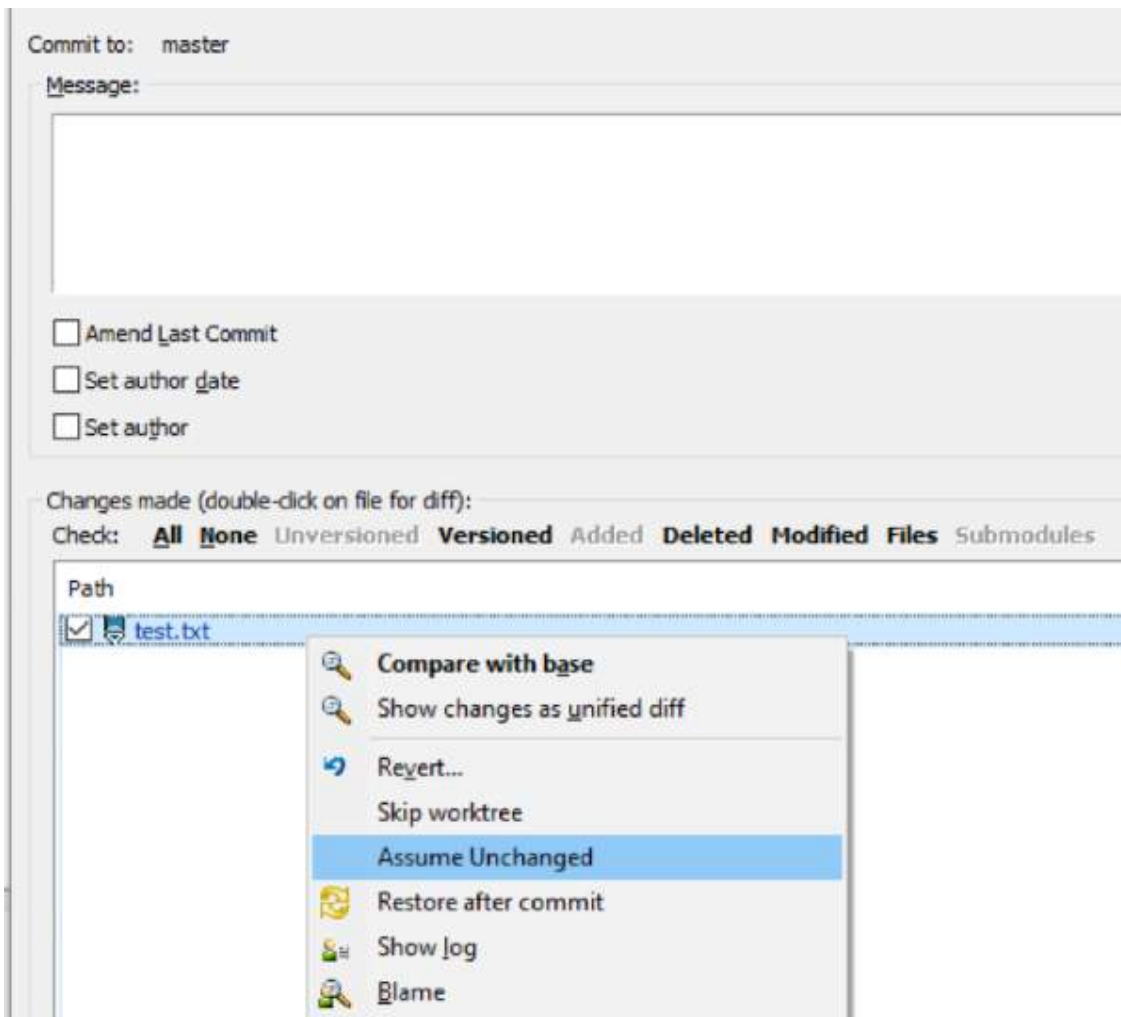 Commit to: master
Message:
Amend Last Commit
Set author date
Set author
Changes made (double-click on file for diff):
Check: All None Unversioned Versioned Added Deleted Modified Files Submodules
Path
test.txt
Compare with base
Show changes as unified diff
Revert...
Skip worktree
Assume Unchanged
Restore after commit
Show log
Blame